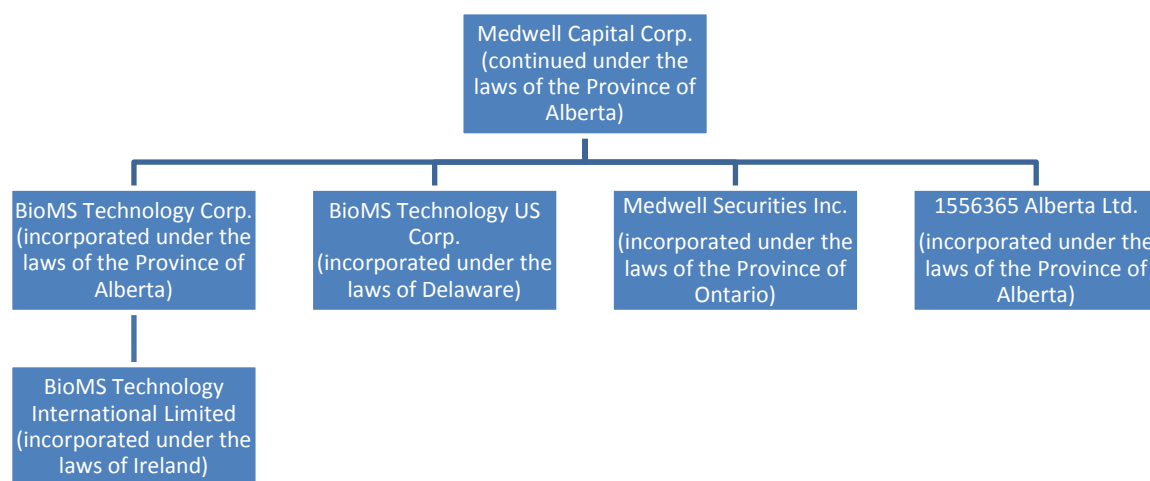 Medwell Capital Corp.
(continued under the
laws of the Province of
Alberta)
BioMS Technology Corp.
(incorporated under the
laws of the Province of
Alberta)
BioMS Technology US
Corp.
(incorporated under the
laws of Delaware)
Medwell Securities Inc.
(incorporated under the
laws of the Province of
Ontario)
1556365 Alberta Ltd.
(incorporated under the
laws of the Province of
Alberta)
BioMS Technology
International Limited
(incorporated under the
laws of Ireland)